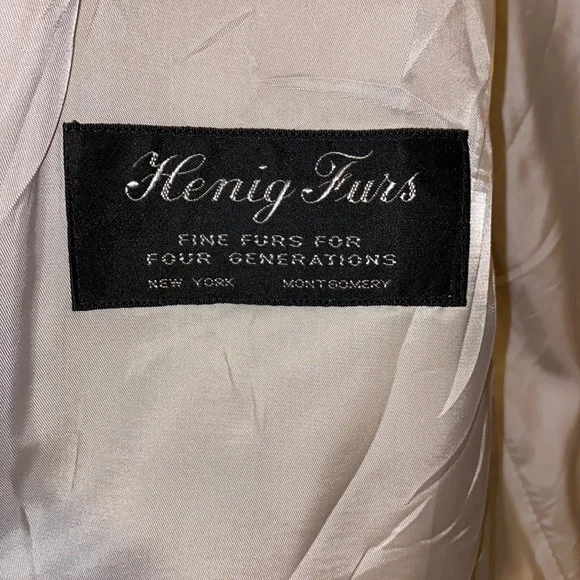 Henig Furs
FINE FURS FOR
FOUR GENERATIONS
NEW YORK MONTGOMERY